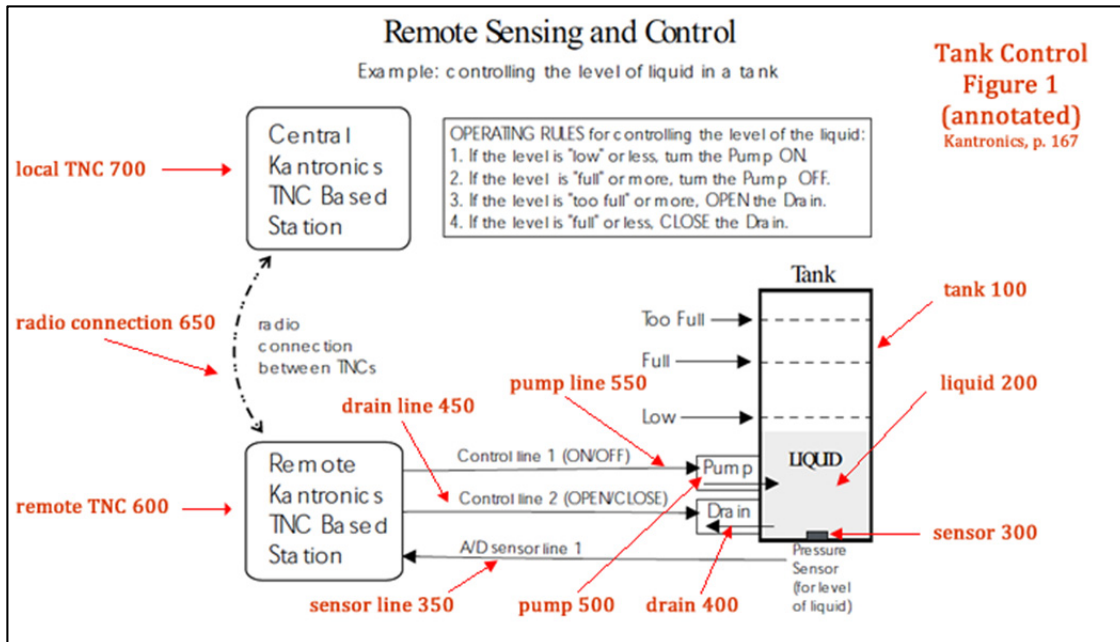 Remote Sensing and Control
Example: controlling the level of liquid in a tank
Tank Control
Figure 1
(annotated)
Kantronics, p. 167
local TNC 700
Central
Kantronics
TNC Based
Station
OPERATING RULES for controlling the level of the liquid:
1. If the level is "low" or less, turn the Pump ON.
2. If the level is "full" or more, turn the Pump OFF.
3. If the level is "too full" or more, OPEN the Drain.
4. If the level is "full" or less, CLOSE the Drain.
radio connection 650
radio
connection
between TNCs
Tank
tank 100
Too Full
Full
Low
liquid 200
LIQUID
pump line 550
drain line 450
remote TNC 600
Remote
Kantronics
TNC Based
Station
Control line 1 (ON/OFF)
Pump
Control line 2 (OPEN/CLOSE)
Drain
A/D sensor line 1
sensor 300
Pressure
Sensor
(for level
of liquid)
sensor line 350
pump 500
drain 400